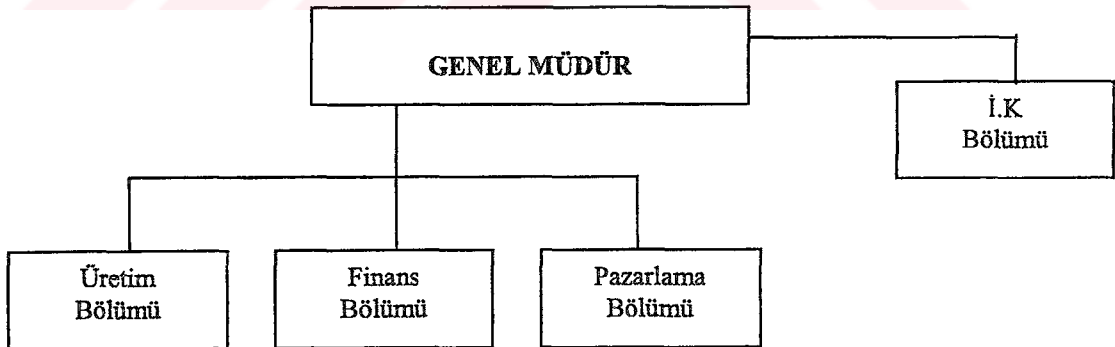 GENEL MÜDÜR
İ.K
Bölümü
Üretim
Bölümü
Finans
Bölümü
Pazarlama
Bölümü